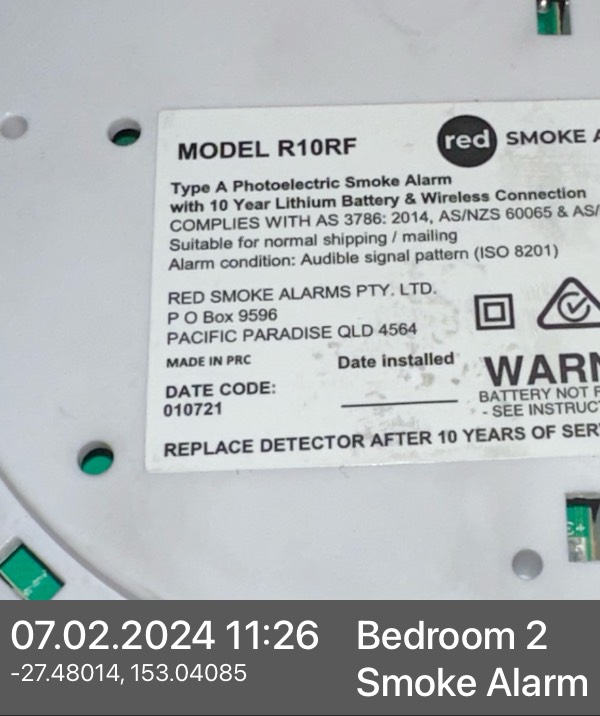 MODEL R10RF
red SMOKE
Type A Photoelectric Smoke Alarm
with 10 Year Lithium Battery & Wireless Connection
COMPLIES WITH AS 3786: 2014, AS/NZS 60065 & AS/
Suitable for normal shipping / mailing
Alarm condition: Audible signal pattern (ISO 8201)
RED SMOKE ALARMS PTY. LTD.
P O Box 9596
PACIFIC PARADISE QLD 4564
MADE IN PRC
Date installed
DATE CODE:
010721
WARN
BATTERY NOT
- SEE INSTRUC
REPLACE DETECTOR AFTER 10 YEARS OF SER
07.02.2024 11:26
-27.48014, 153.04085
Bedroom 2
Smoke Alarm